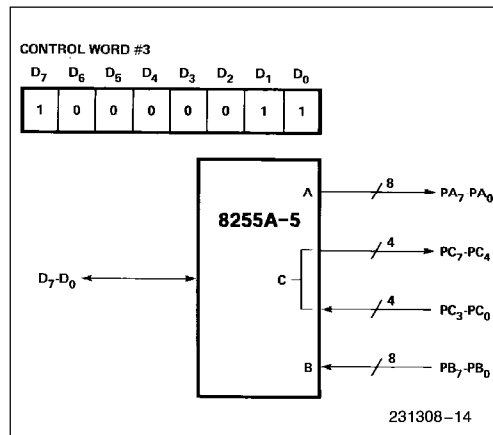 CONTROL WORD #3
D7 D6 D5 D4 D3 D2 D1 D0
1 0 0 0 0 0 1 1
8255A-5
A
8
PA7-PA0
4
PC7-PC4
C
D7-D0
4
PC3-PC0
B
8
PB7-PB0
231308-14